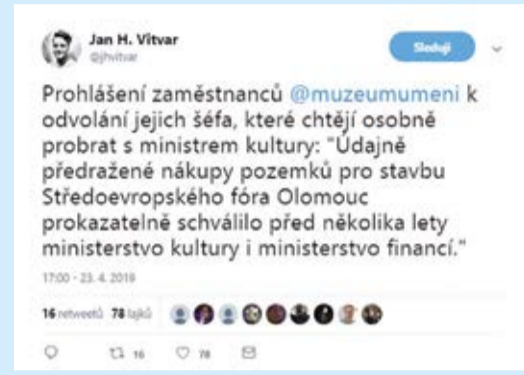 Jan H. Vitvar
@jhvitvar
Sleduji
Prohlášení zaměstnanců @muzeumumeni k
odvolání jejich šéfa, které chtějí osobně
probrat s ministrem kultury: "Údajně
předražené nákupy pozemků pro stavbu
Středoevropského fóra Olomouc
prokazatelně schválilo před několika lety
ministerstvo kultury i ministerstvo financí."
17:00 - 23. 4. 2019
16 retweetů 78 lajků
16 78